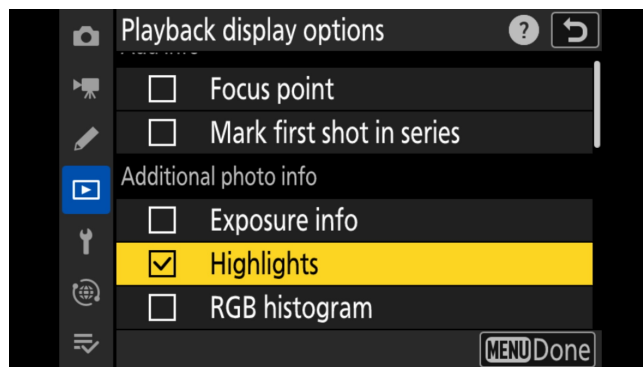 Playback display options
?
Focus point
Mark first shot in series
Additional photo info
Exposure info
Highlights
RGB histogram
MENU Done